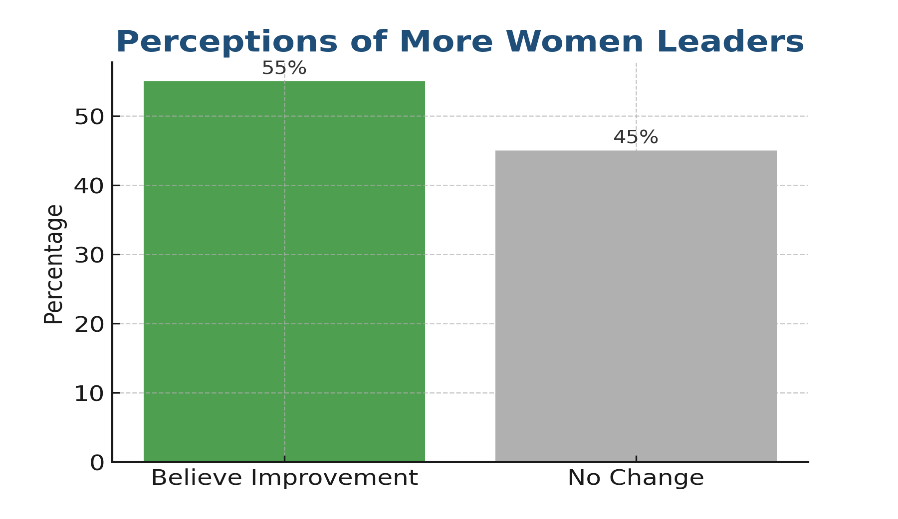 Perceptions of More Women Leaders
55%
45%
50
40
30
20
10
0
Percentage
Believe Improvement
No Change